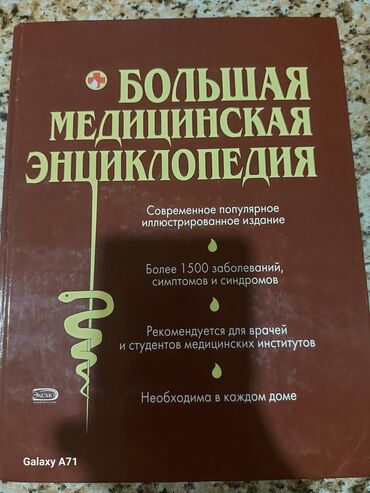 БОЛЬШАЯ
МЕДИЦИНСКАЯ
ЭНЦИКЛОПЕДИЯ
Современное популярное
иллюстрированное издание
Более 1500 заболеваний,
симптомов и синдромов
Рекомендуется для врачей
и студентов медицинских институтов
Необходима в каждом доме
ЭКСМО
Galaxy A71